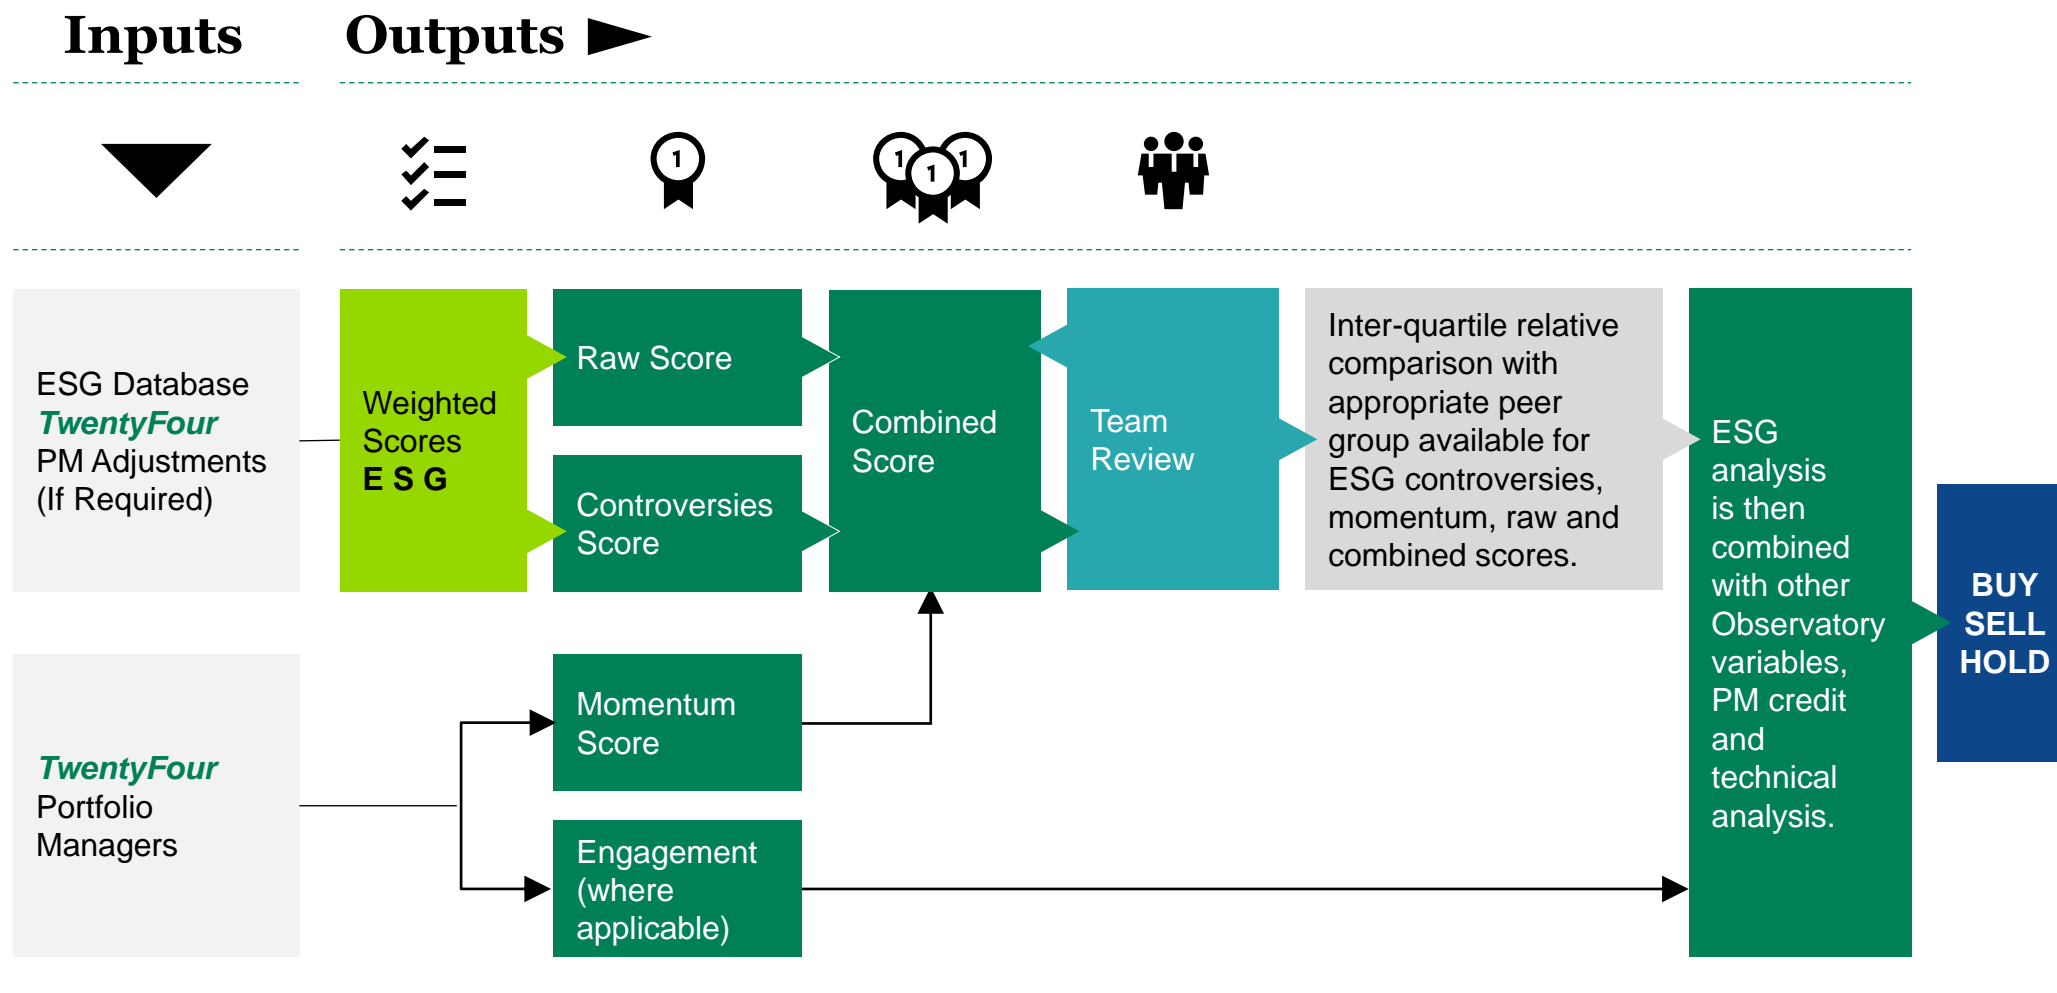 Inputs
Outputs
1
1
1
1
ESG Database
TwentyFour
PM Adjustments
(If Required)
Weighted
Scores
E S G
Raw Score
Controversies
Score
Combined
Score
Team
Review
Inter-quartile relative
comparison with
appropriate peer
group available for
ESG controversies,
momentum, raw and
combined scores.
ESG
analysis
is then
combined
with other
Observatory
variables,
PM credit
and
technical
analysis.
BUY
SELL
HOLD
TwentyFour
Portfolio
Managers
Momentum
Score
Engagement
(where
applicable)